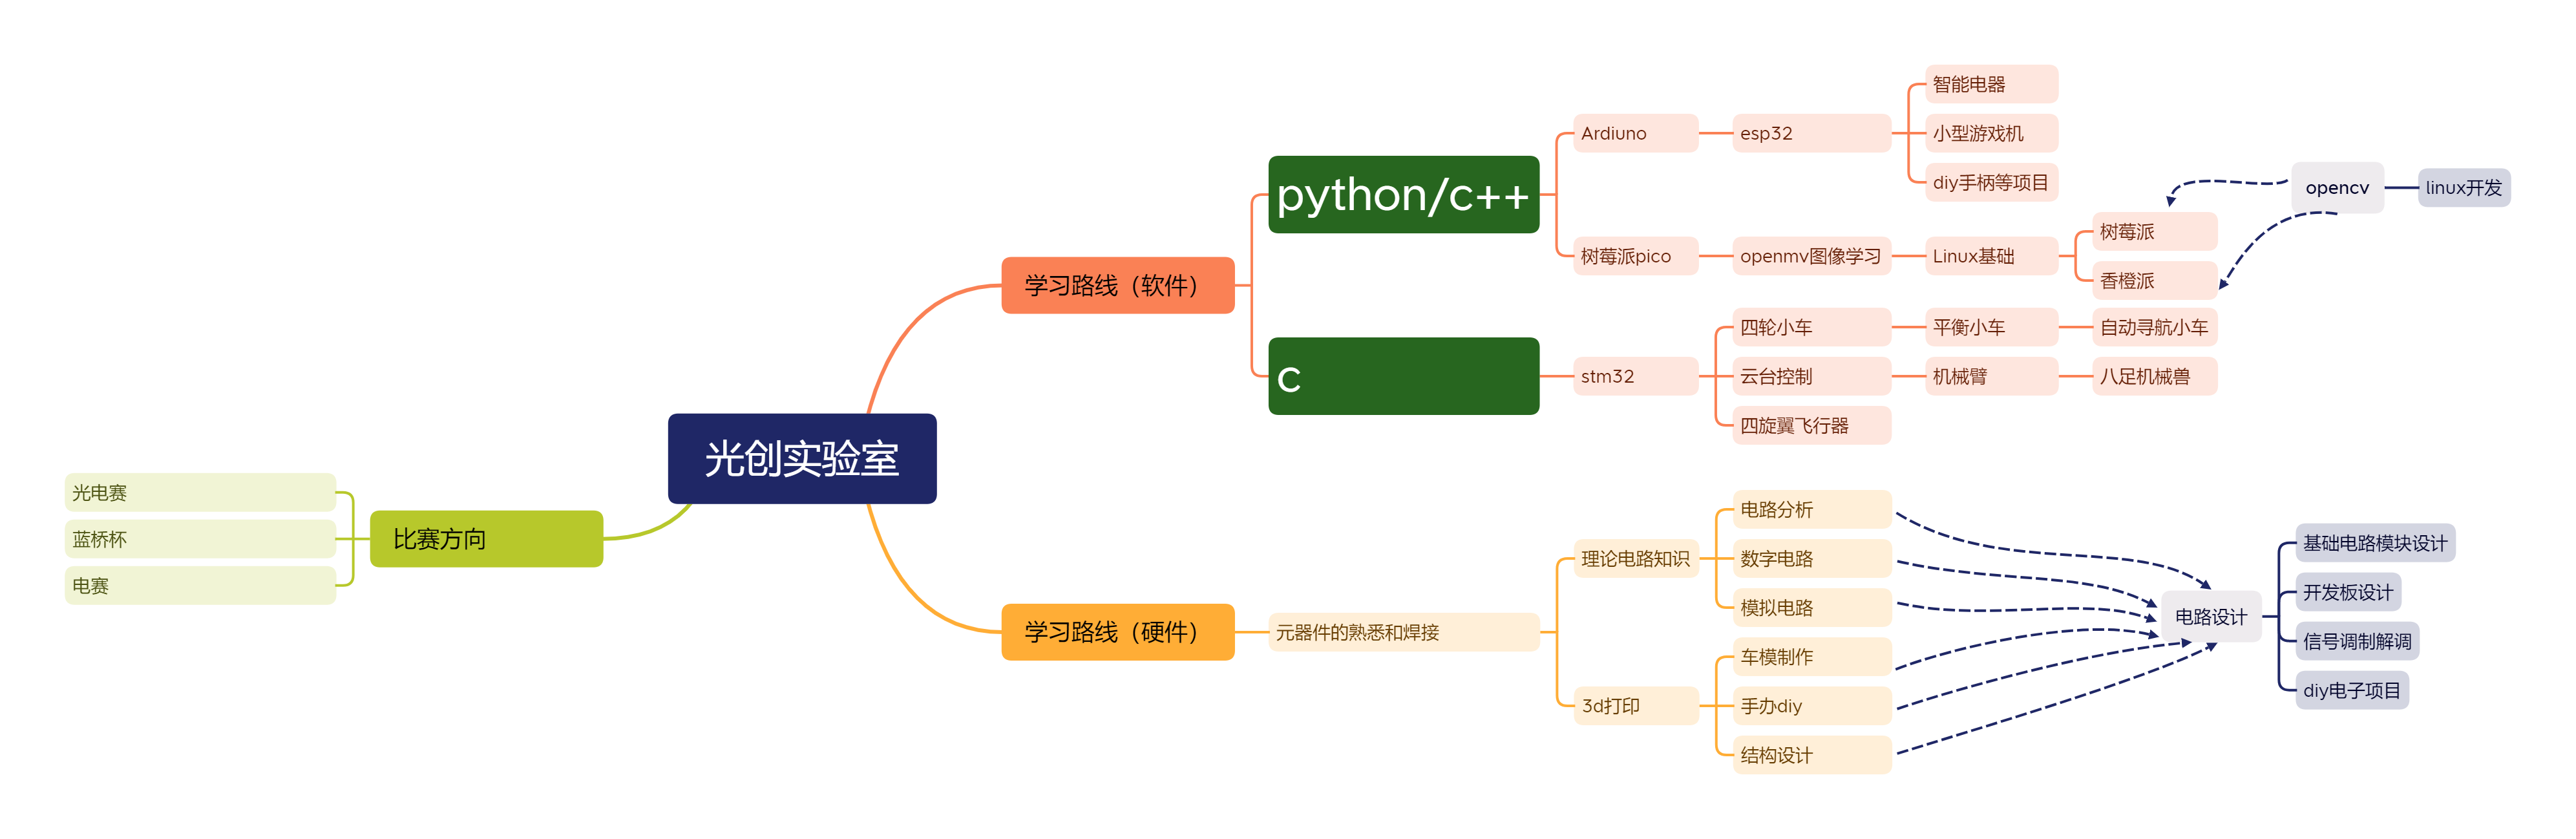 光创实验室
学习路线（软件）
python/c++
Ardiuno
esp32
智能电器
小型游戏机
diy手柄等项目
树莓派pico
openmv图像学习
Linux基础
树莓派
香橙派
opencv
linux开发
c
stm32
四轮小车
平衡小车
自动寻航小车
云台控制
机械臂
八足机械兽
四旋翼飞行器
学习路线（硬件）
元器件的熟悉和焊接
理论电路知识
电路分析
数字电路
模拟电路
3d打印
车模制作
手办diy
结构设计
电路设计
基础电路模块设计
开发板设计
信号调制解调
diy电子项目
比赛方向
光电赛
蓝桥杯
电赛